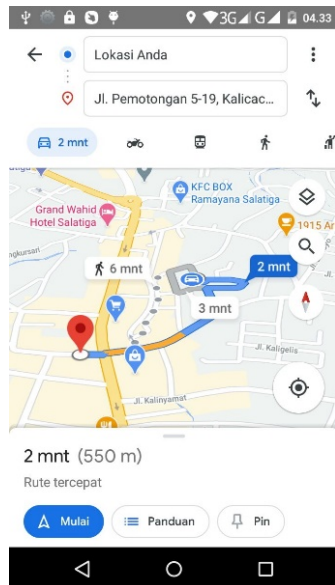 3G G 04.33
Lokasi Anda
Jl. Pemotongan 5-19, Kalicac...
2 mnt
KFC BOX
Ramayana Salatiga
Grand Wahid
Hotel Salatiga
1915 Ar
6 mnt
2 mnt
3 mnt
Jl. Kaligelis
Jl. Kalinyamat
2 mnt (550 m)
Rute tercepat
Mulai
Panduan
Pin